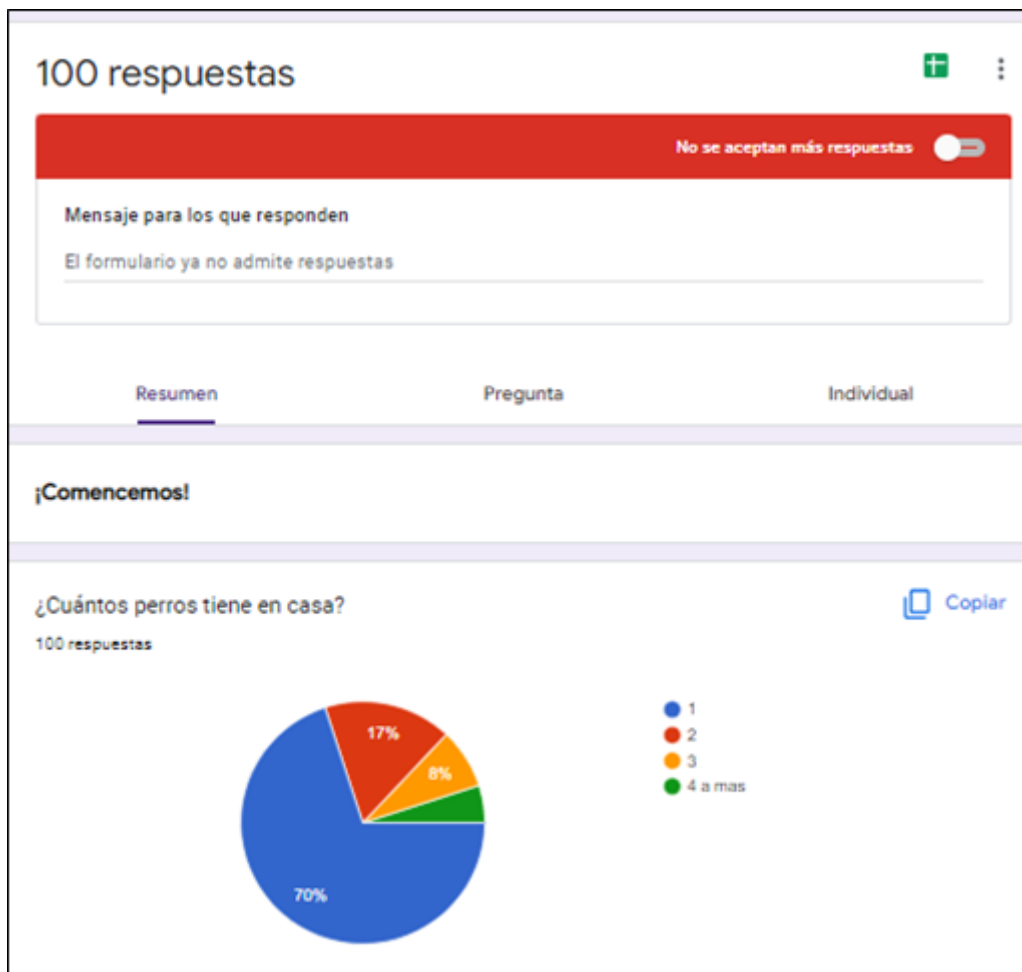 100 respuestas
No se aceptan más respuestas
Mensaje para los que responden
El formulario ya no admite respuestas
Resumen Pregunta Individual
¡Comencemos!
¿Cuántos perros tiene en casa?
Copiar
100 respuestas
17%
8%
70%
1
2
3
4 a mas